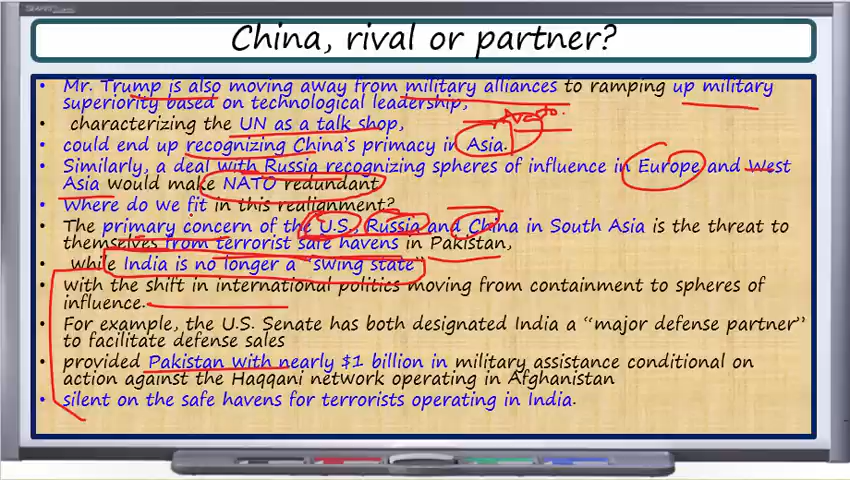 China, rival or partner?
• Mr. Trump is also moving away from military alliances to ramping up military
superiority based on technological leadership,
• characterizing the UN as a talk shop,
• could end up recognizing China's primacy in Asia.
• Similarly, a deal with Russia recognizing spheres of influence in Europe and West
Asia would make NATO redundant
• Where do we fit in this realignment?
• The primary concern of the U.S., Russia and China in South Asia is the threat to
themselves from terrorist safe havens in Pakistan,
• while India is no longer a "swing state"
• with the shift in international politics moving from containment to spheres of
influence.
• For example, the U.S. Senate has both designated India a "major defense partner"
to facilitate defense sales
• provided Pakistan with nearly $1 billion in military assistance conditional on
action against the Haqqani network operating in Afghanistan
• silent on the safe havens for terrorists operating in India.